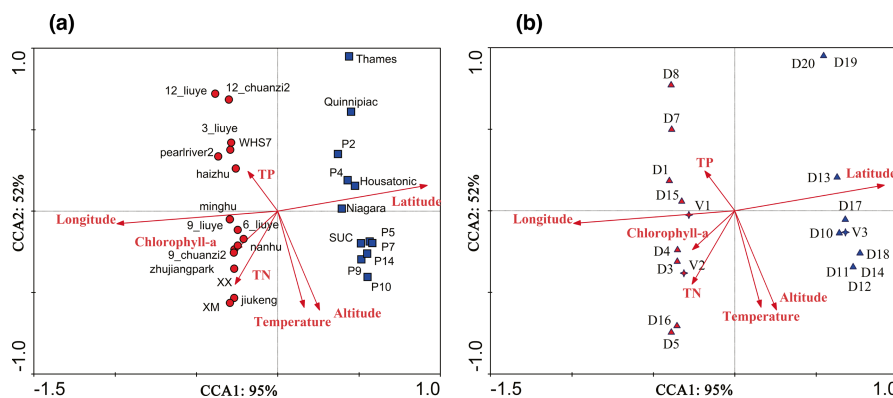 (a)
(b)
1.0
CCA2: 52%
-1.0
-1.5
CCA1: 95%
1.0
12_liuye
12_chuanzi2
3_liuye
WHS7
pearlriver2
haizhu
TP
minghu
Longitude
9_liuye
6_liuye
Chlorophyll-a
nanhu
9_chuanzi2
zhujiangpark
TN
XX
jiukeng
XM
Temperature
Altitude
Thames
Quinnipiac
P2
P4
Housatonic
Latitude
Niagara
P5
SUC
P7
P14
P9
P10
1.0
CCA2: 52%
-1.0
-1.5
CCA1: 95%
1.0
D20
D19
D8
D7
TP
D1
D13
Latitude
D15
V1
D17
Longitude
Chlorophyll-a
D10
V3
D4
D18
D3
V2
D11
D14
TN
D12
D16
D5
Temperature
Altitude